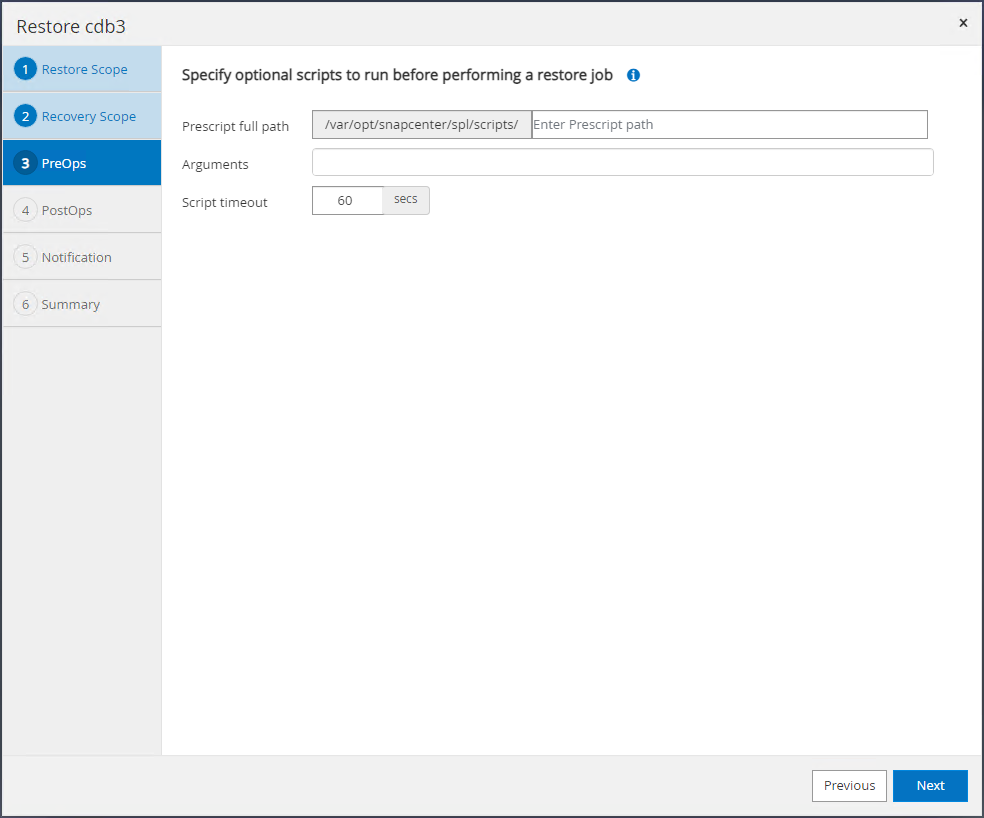 Restore cdb3
×
1 Restore Scope
2 Recovery Scope
3 PreOps
4 PostOps
5 Notification
6 Summary
Specify optional scripts to run before performing a restore job i
Prescript full path /var/opt/snapcenter/spl/scripts/ Enter Prescript path
Arguments
Script timeout 60 secs
Previous Next